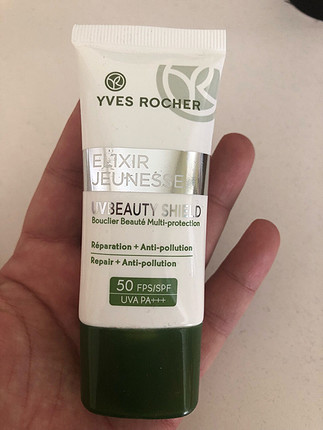 YVES ROCHER
ELIXIR
JEUNESSE
UV BEAUTY SHIELD
Bouclier Beauté Multi-protection
Réparation + Anti-pollution
Repair + Anti-pollution
50 FPS/SPF
UVA PA+++